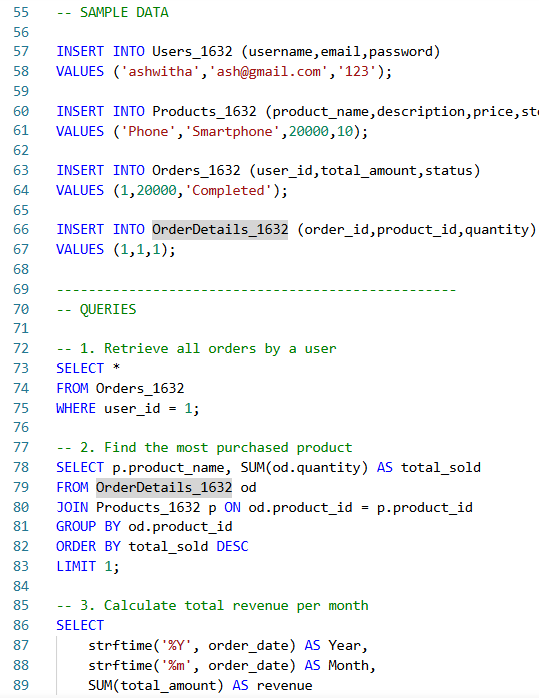 55 -- SAMPLE DATA
56
57 INSERT INTO Users_1632 (username,email,password)
58 VALUES ('ashwitha','ash@gmail.com','123');
59
60 INSERT INTO Products_1632 (product_name,description,price,sto
61 VALUES ('Phone','Smartphone',20000,10);
62
63 INSERT INTO Orders_1632 (user_id,total_amount,status)
64 VALUES (1,20000,'Completed');
65
66 INSERT INTO OrderDetails_1632 (order_id,product_id,quantity)
67 VALUES (1,1,1);
68
69 --------------------------------------------------
70 -- QUERIES
71
72 -- 1. Retrieve all orders by a user
73 SELECT *
74 FROM Orders_1632
75 WHERE user_id = 1;
76
77 -- 2. Find the most purchased product
78 SELECT p.product_name, SUM(od.quantity) AS total_sold
79 FROM OrderDetails_1632 od
80 JOIN Products_1632 p ON od.product_id = p.product_id
81 GROUP BY od.product_id
82 ORDER BY total_sold DESC
83 LIMIT 1;
84
85 -- 3. Calculate total revenue per month
86 SELECT
87     strftime('%Y', order_date) AS Year,
88     strftime('%m', order_date) AS Month,
89     SUM(total_amount) AS revenue